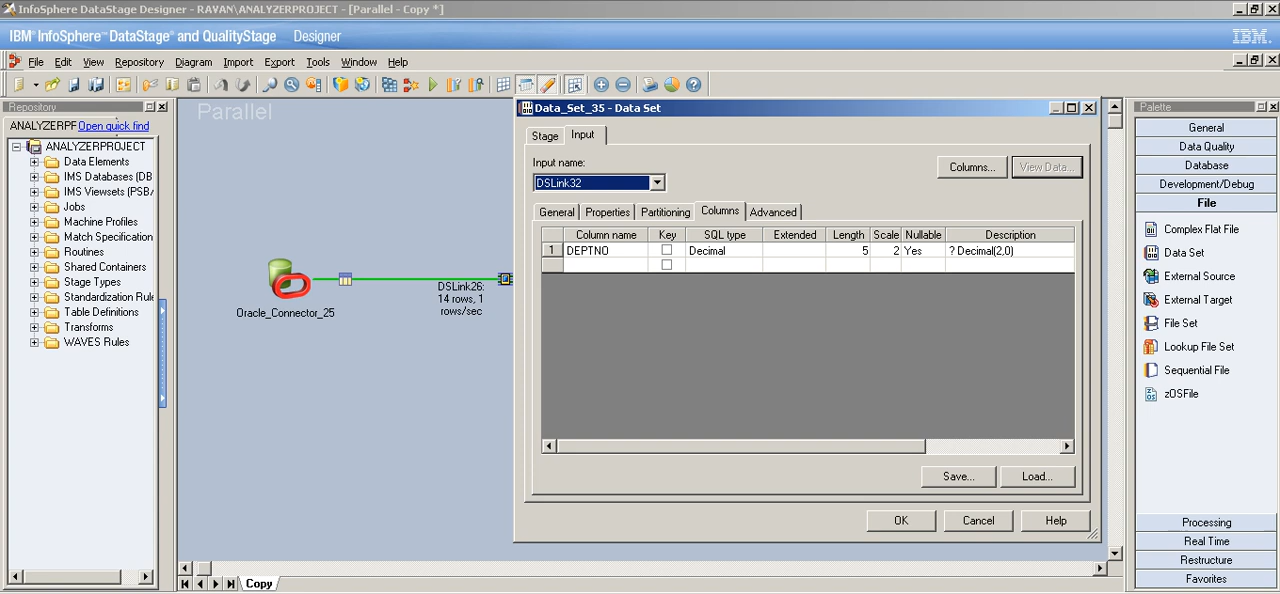 InfoSphere DataStage Designer - RAVAN\ANALYZERPROJECT - [Parallel - Copy *]
IBM® InfoSphere™ DataStage® and QualityStage Designer IBM.
File Edit View Repository Diagram Import Export Tools Window Help
Repository
ANALYZERPF Open quick find
ANALYZERPROJECT
Data Elements
IMS Databases (DB
IMS Viewsets (PSB/
Jobs
Machine Profiles
Match Specification
Routines
Shared Containers
Stage Types
Standardization Rule
Table Definitions
Transforms
WAVES Rules
Parallel
Oracle_Connector_25
DSLink26:
14 rows, 1
rows/sec
Copy
Data_Set_35 - Data Set
Stage Input
Input name:
DSLink32
Columns... View Data...
General Properties Partitioning Columns Advanced
Column name Key SQL type Extended Length Scale Nullable Description
1 DEPTNO Decimal 5 2 Yes ? Decimal(2,0)
Save... Load...
OK Cancel Help
Palette
General
Data Quality
Database
Development/Debug
File
Complex Flat File
Data Set
External Source
External Target
File Set
Lookup File Set
Sequential File
zOSFile
Processing
Real Time
Restructure
Favorites